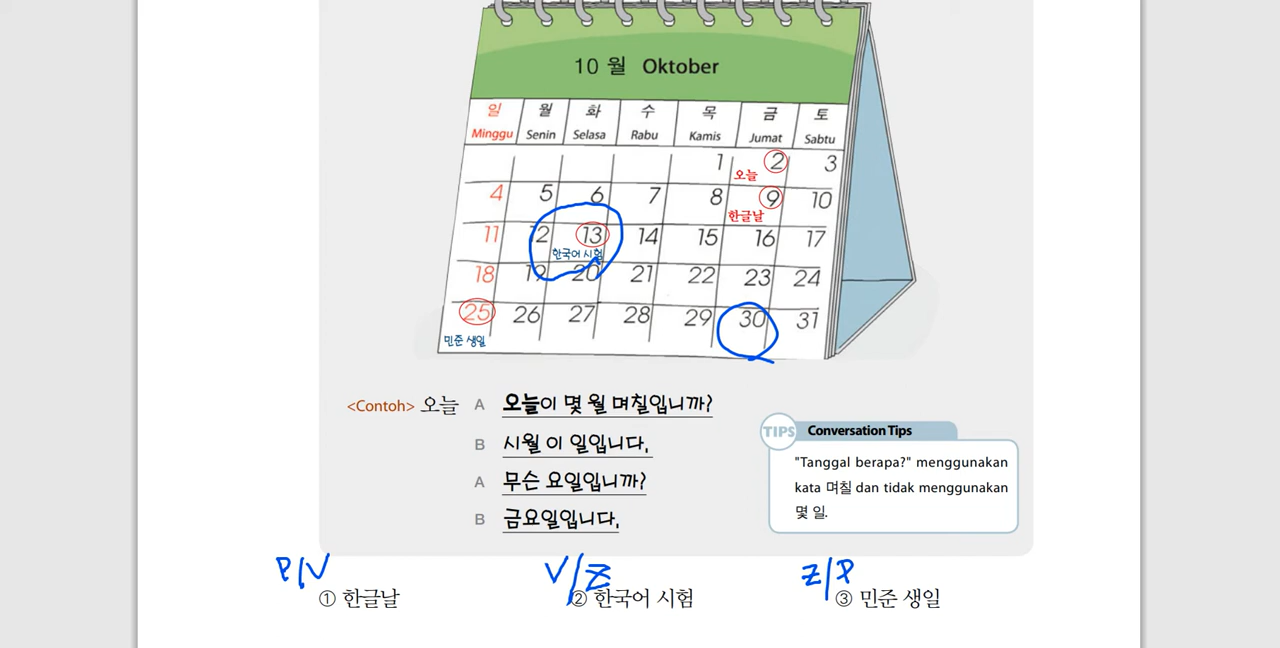 10 월 Oktober
일 월 화 수 목 금 토
Minggu Senin Selasa Rabu Kamis Jumat Sabtu
1 2 3
오늘
4 5 6 7 8 9 10
한글날
11 12 13 14 15 16 17
한국어 시험
18 19 20 21 22 23 24
25 26 27 28 29 30 31
민준 생일
<Contoh> 오늘 A 오늘이 몇 월 며칠입니까?
B 시월 이 일입니다.
A 무슨 요일입니까?
B 금요일입니다.
TIPS Conversation Tips
"Tanggal berapa?" menggunakan
kata 며칠 dan tidak menggunakan
몇 일.
P/V V/Z Z/P
① 한글날 ② 한국어 시험 ③ 민준 생일